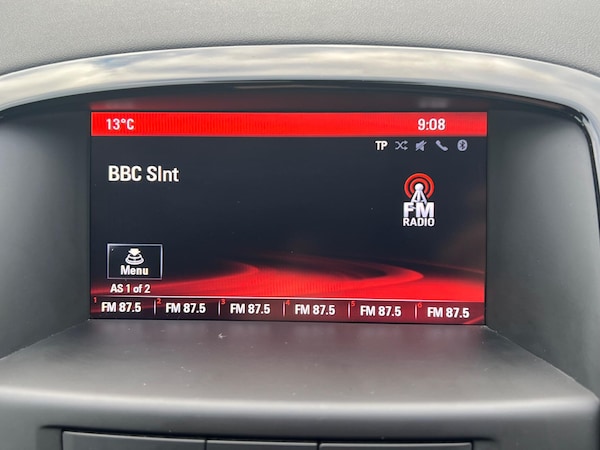 13°C 9:08
TP
BBC Slnt
FM
RADIO
Menu
AS 1 of 2
1 FM 87.5 2 FM 87.5 3 FM 87.5 4 FM 87.5 5 FM 87.5 6 FM 87.5